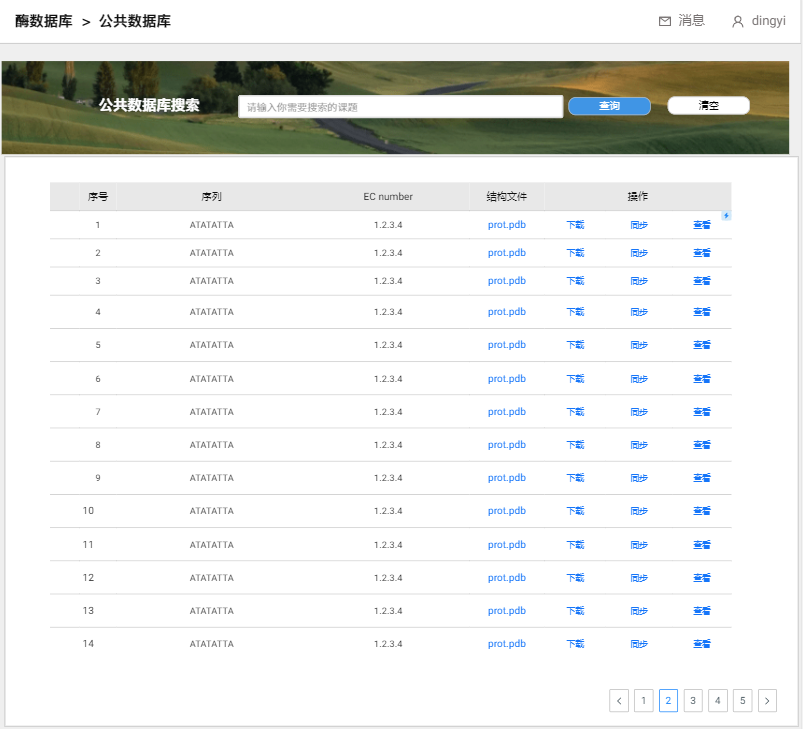 酶数据库 > 公共数据库 消息 dingyi
公共数据库搜索 请输入你需要搜索的课题 查询 清空
序号 序列 EC number 结构文件 操作
1 ATATATTA 1.2.3.4 prot.pdb 下载 同步 查看
2 ATATATTA 1.2.3.4 prot.pdb 下载 同步 查看
3 ATATATTA 1.2.3.4 prot.pdb 下载 同步 查看
4 ATATATTA 1.2.3.4 prot.pdb 下载 同步 查看
5 ATATATTA 1.2.3.4 prot.pdb 下载 同步 查看
6 ATATATTA 1.2.3.4 prot.pdb 下载 同步 查看
7 ATATATTA 1.2.3.4 prot.pdb 下载 同步 查看
8 ATATATTA 1.2.3.4 prot.pdb 下载 同步 查看
9 ATATATTA 1.2.3.4 prot.pdb 下载 同步 查看
10 ATATATTA 1.2.3.4 prot.pdb 下载 同步 查看
11 ATATATTA 1.2.3.4 prot.pdb 下载 同步 查看
12 ATATATTA 1.2.3.4 prot.pdb 下载 同步 查看
13 ATATATTA 1.2.3.4 prot.pdb 下载 同步 查看
14 ATATATTA 1.2.3.4 prot.pdb 下载 同步 查看
< 1 2 3 4 5 >